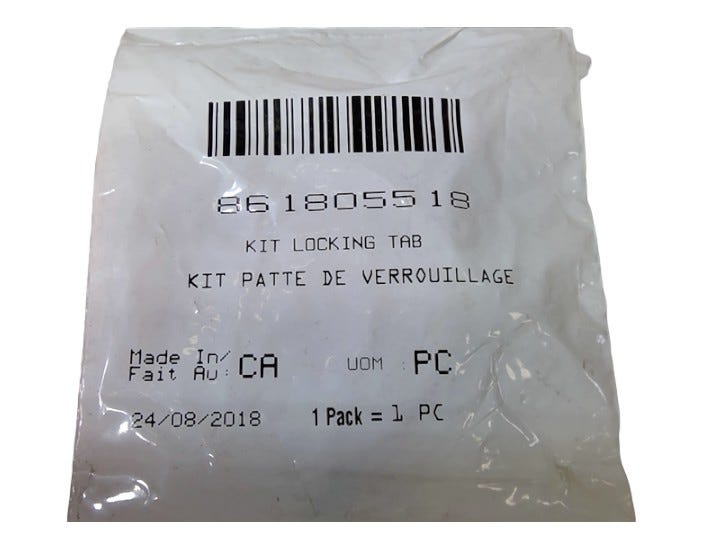 861805518
KIT LOCKING TAB
KIT PATTE DE VERROUILLAGE
Made In/
Fait Au: CA UOM : PC
24/08/2018 1 Pack = 1 PC